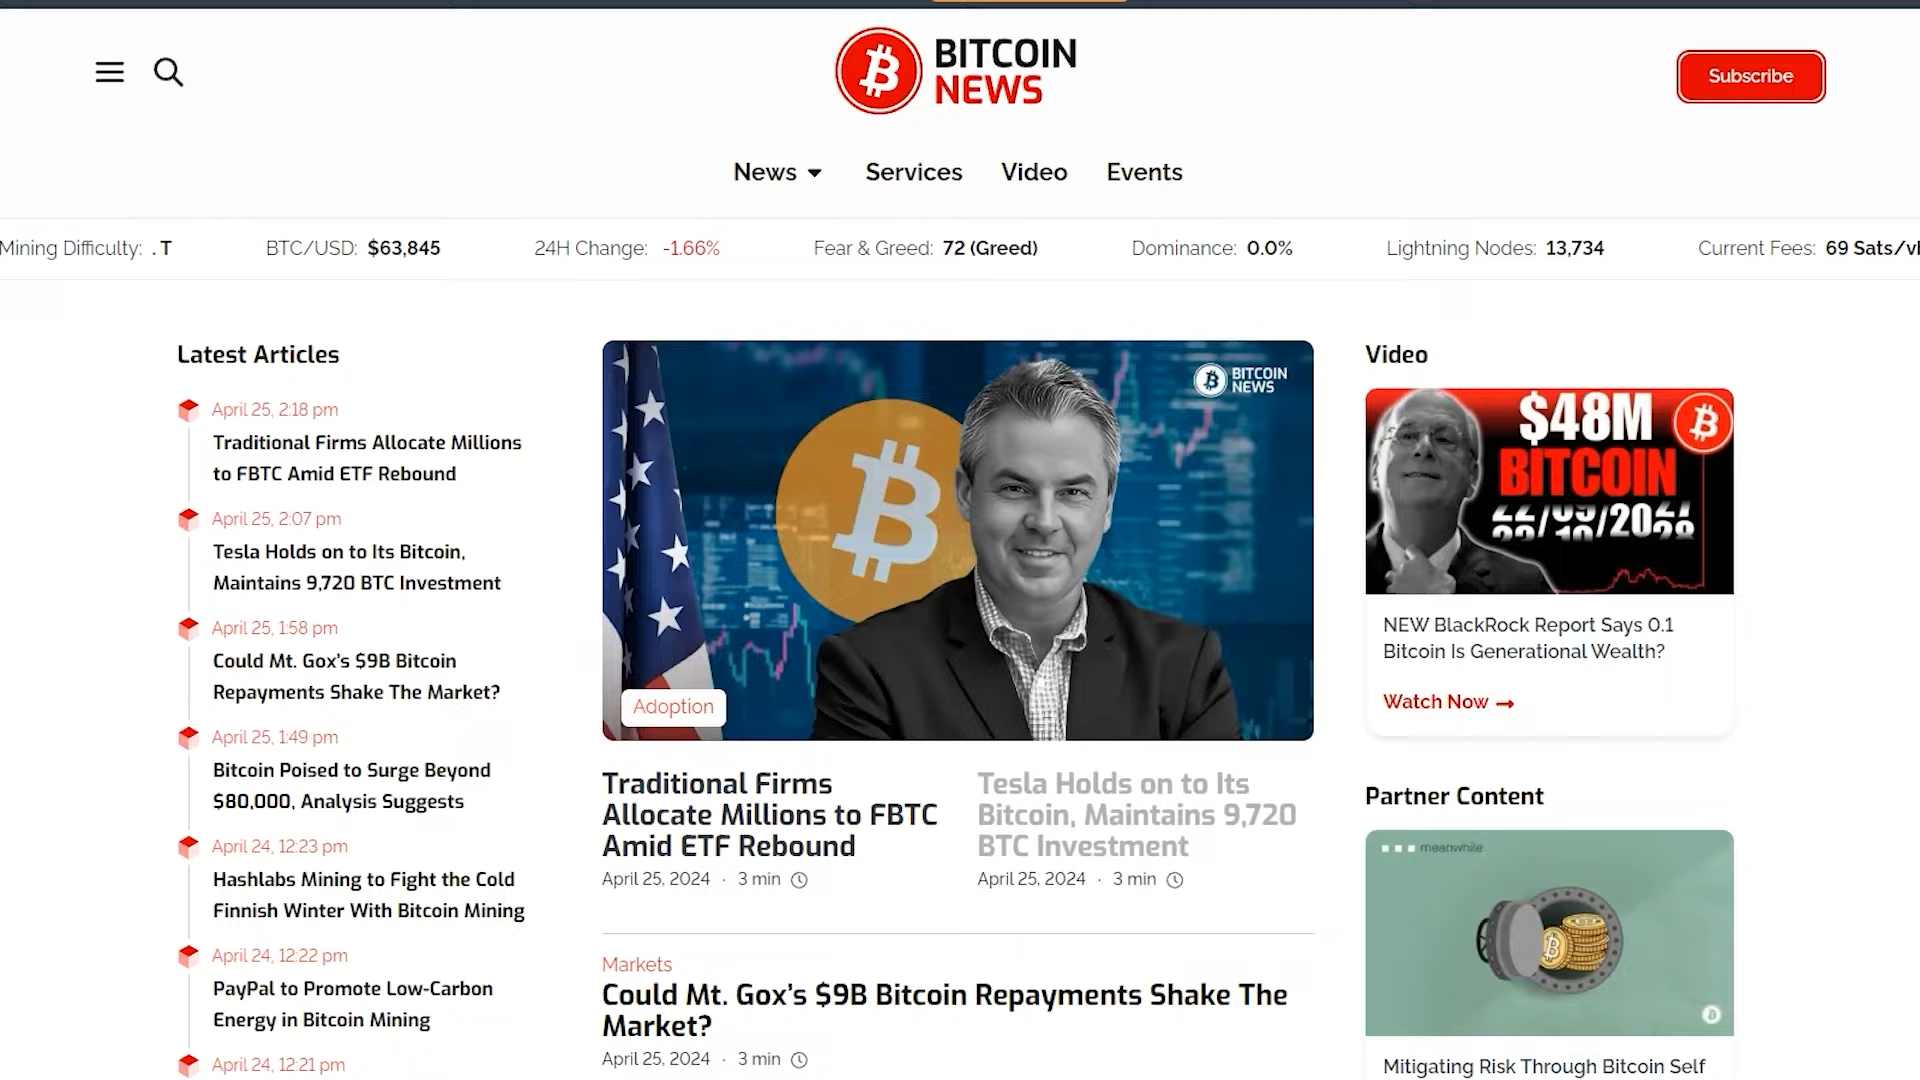 BITCOIN
NEWS
Subscribe
News
Services
Video
Events
Mining Difficulty: . T
BTC/USD: $63,845
24H Change: -1.66%
Fear & Greed: 72 (Greed)
Dominance: 0.0%
Lightning Nodes: 13,734
Current Fees: 69 Sats/
Latest Articles
April 25, 2:18 pm
Traditional Firms Allocate Millions
to FBTC Amid ETF Rebound
April 25, 2:07 pm
Tesla Holds on to Its Bitcoin,
Maintains 9,720 BTC Investment
April 25, 1:58 pm
Could Mt. Gox’s $9B Bitcoin
Repayments Shake The Market?
April 25, 1:49 pm
Bitcoin Poised to Surge Beyond
$80,000, Analysis Suggests
April 24, 12:23 pm
Hashlabs Mining to Fight the Cold
Finnish Winter With Bitcoin Mining
April 24, 12:22 pm
PayPal to Promote Low-Carbon
Energy in Bitcoin Mining
April 24, 12:21 pm
BITCOIN
NEWS
Adoption
Traditional Firms
Allocate Millions to FBTC
Amid ETF Rebound
April 25, 2024 · 3 min
Tesla Holds on to Its
Bitcoin, Maintains 9,720
BTC Investment
April 25, 2024 · 3 min
Markets
Could Mt. Gox’s $9B Bitcoin Repayments Shake The
Market?
April 25, 2024 · 3 min
Video
$48M
BITCOIN
NEW BlackRock Report Says 0.1
Bitcoin Is Generational Wealth?
Watch Now →
Partner Content
meanwhile
Mitigating Risk Through Bitcoin Self